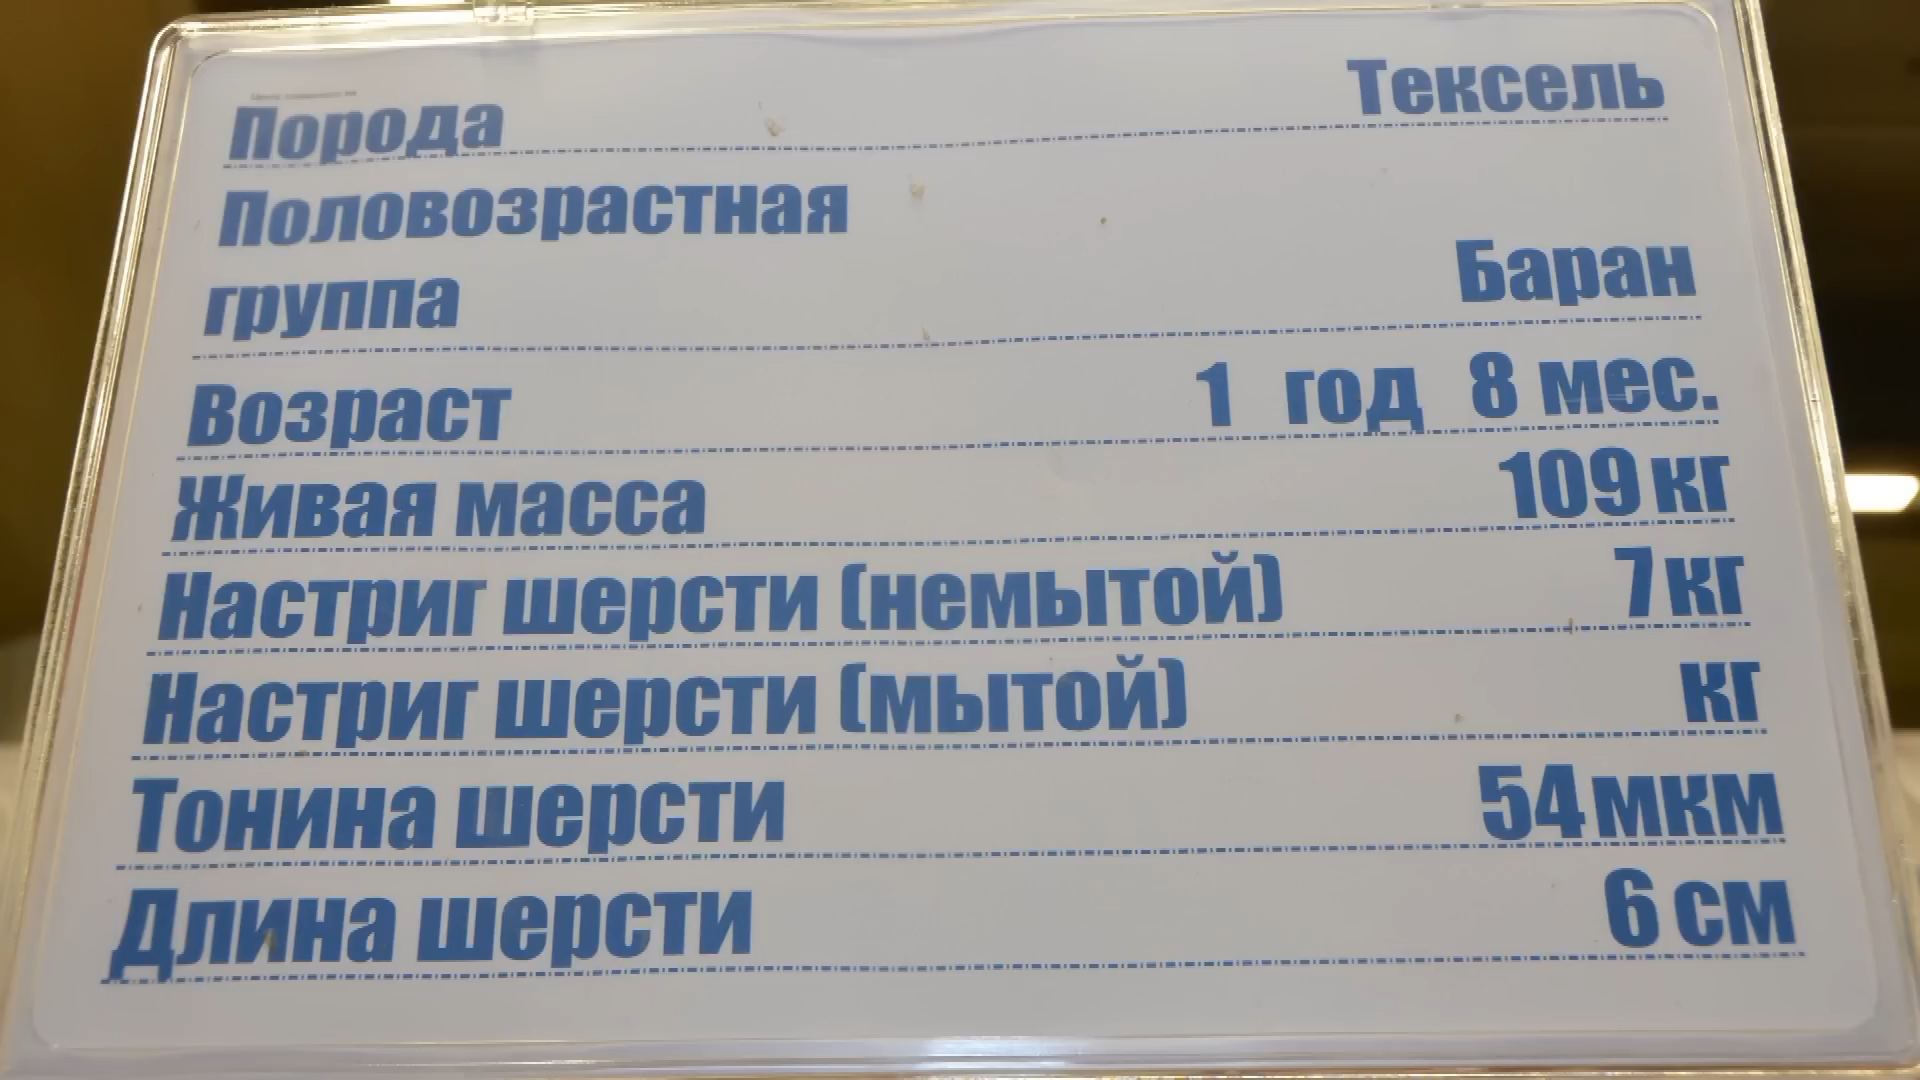 Порода Тексель
Половозрастная
группа Баран
Возраст 1 год 8 мес.
Живая масса 109 кг
Настриг шерсти (немытой) 7 кг
Настриг шерсти (мытой) кг
Тонина шерсти 54 мкм
Длина шерсти 6 см